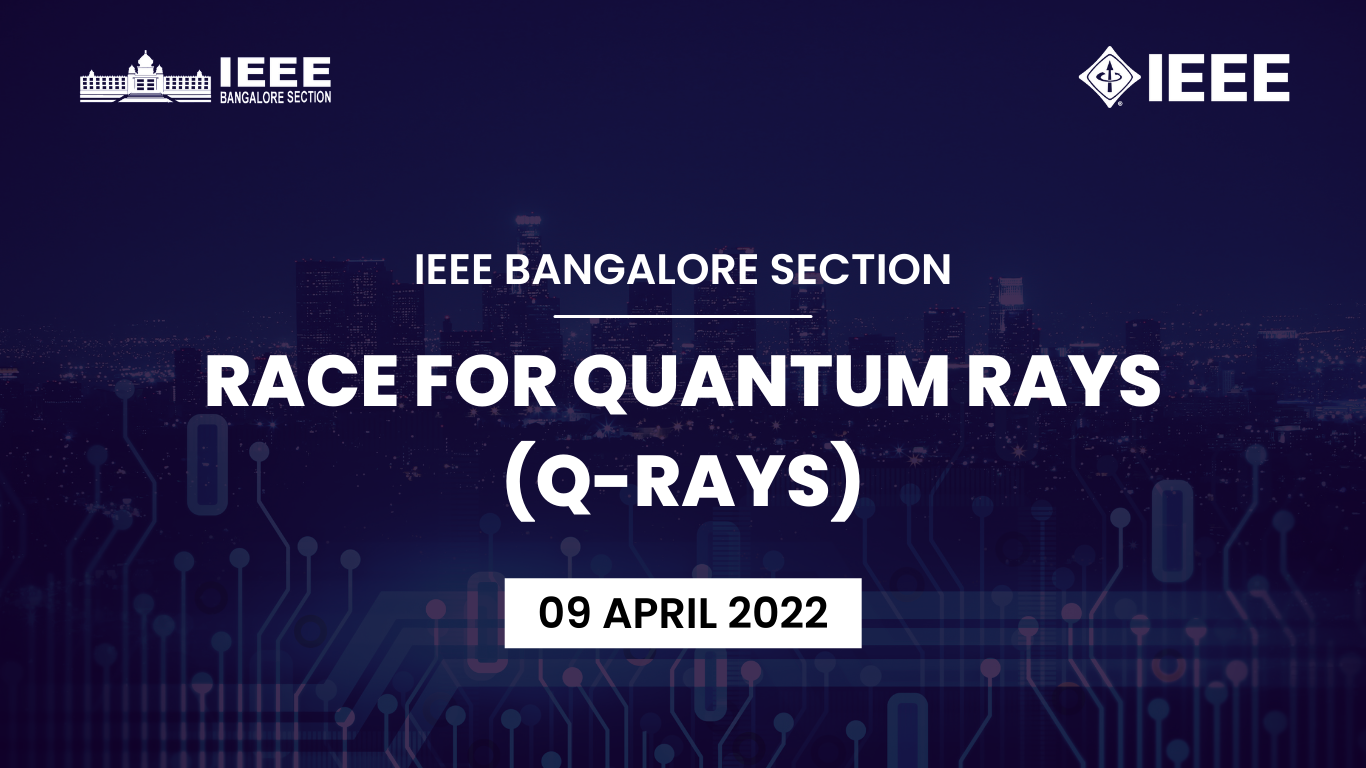 IEEE
BANGALORE SECTION
IEEE
IEEE BANGALORE SECTION
RACE FOR QUANTUM RAYS
(Q-RAYS)
09 APRIL 2022